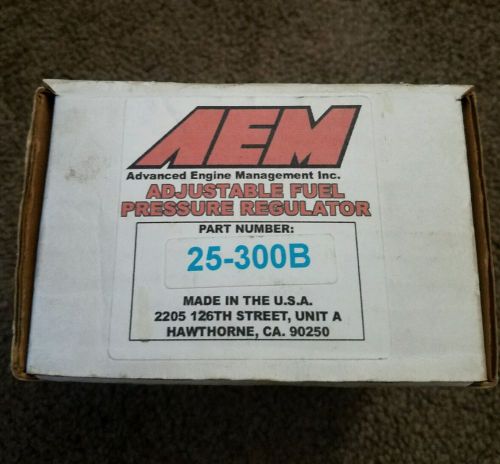 AEM
Advanced Engine Management Inc.
ADJUSTABLE FUEL
PRESSURE REGULATOR
PART NUMBER:
25-300B
MADE IN THE U.S.A.
2205 126TH STREET, UNIT A
HAWTHORNE, CA. 90250